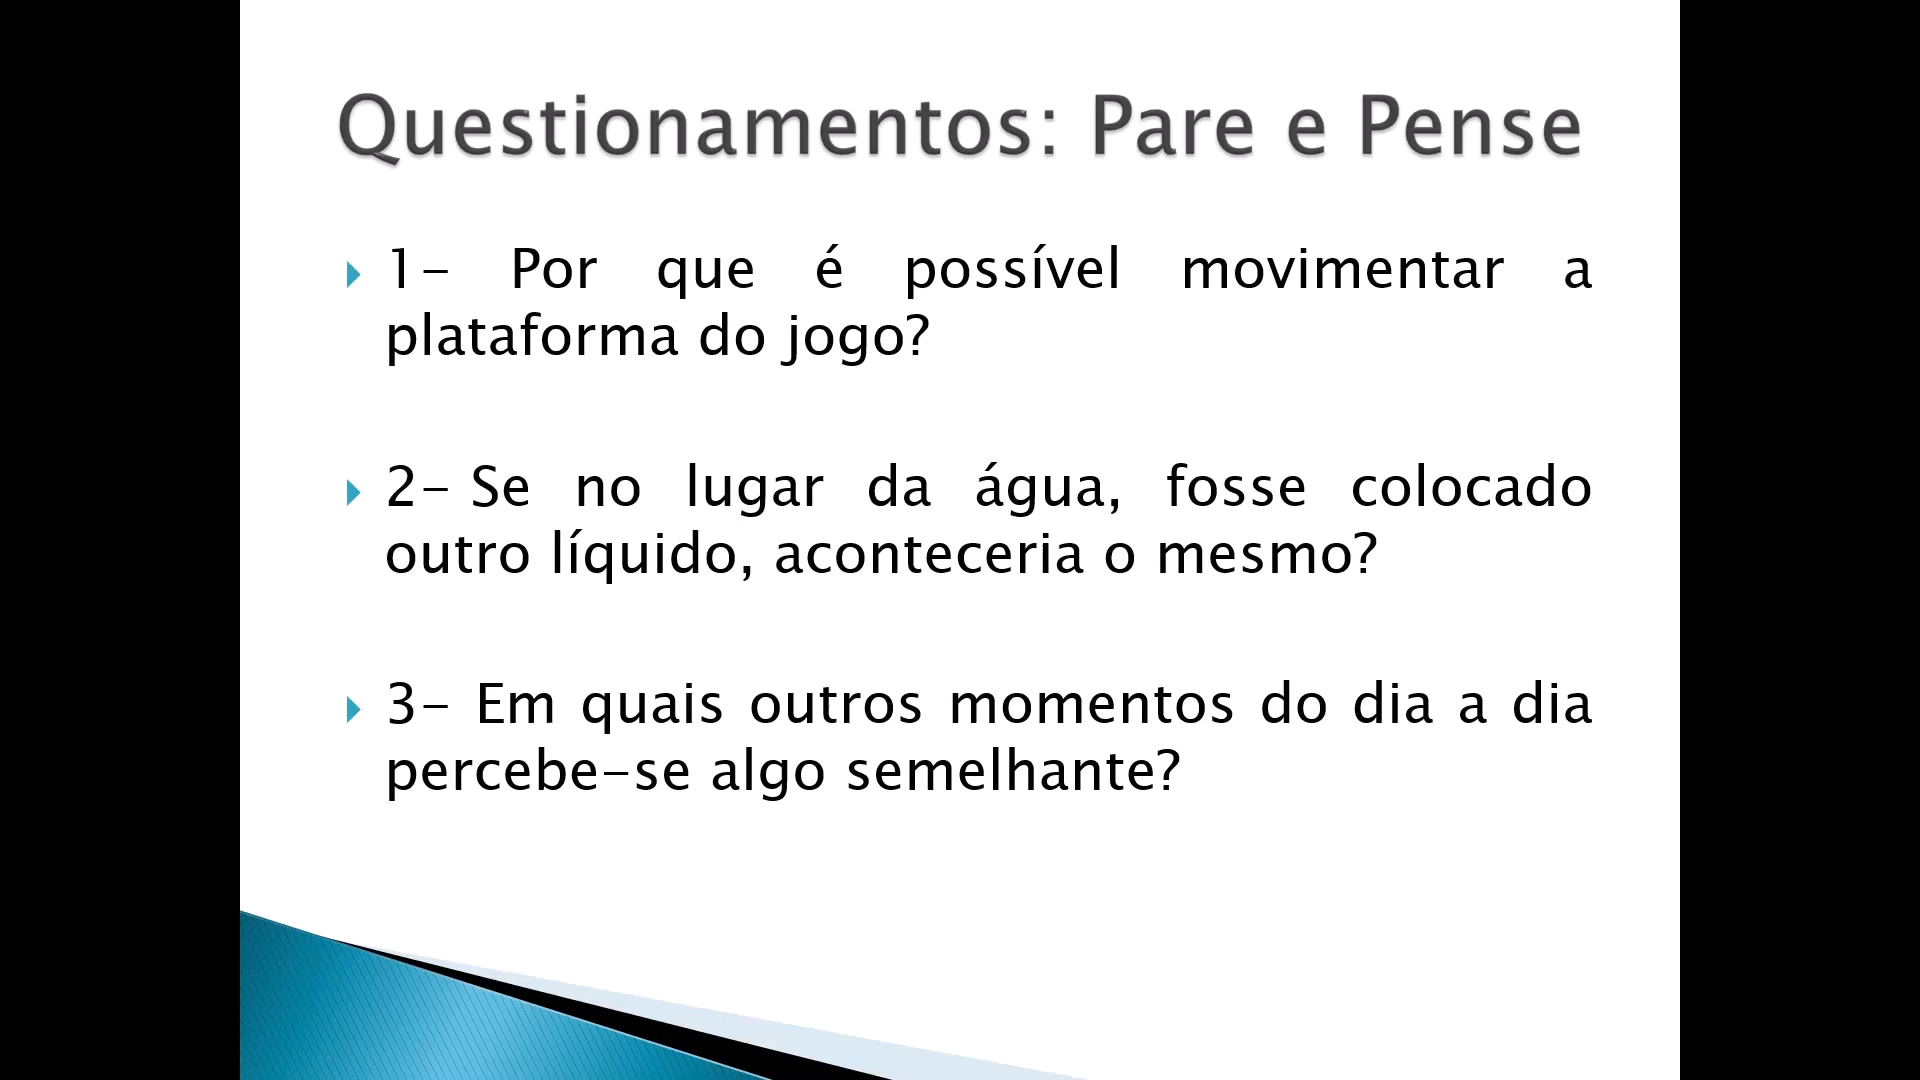 Questionamentos: Pare e Pense
1- Por que é possível movimentar a
plataforma do jogo?
2- Se no lugar da água, fosse colocado
outro líquido, aconteceria o mesmo?
3- Em quais outros momentos do dia a dia
percebe-se algo semelhante?